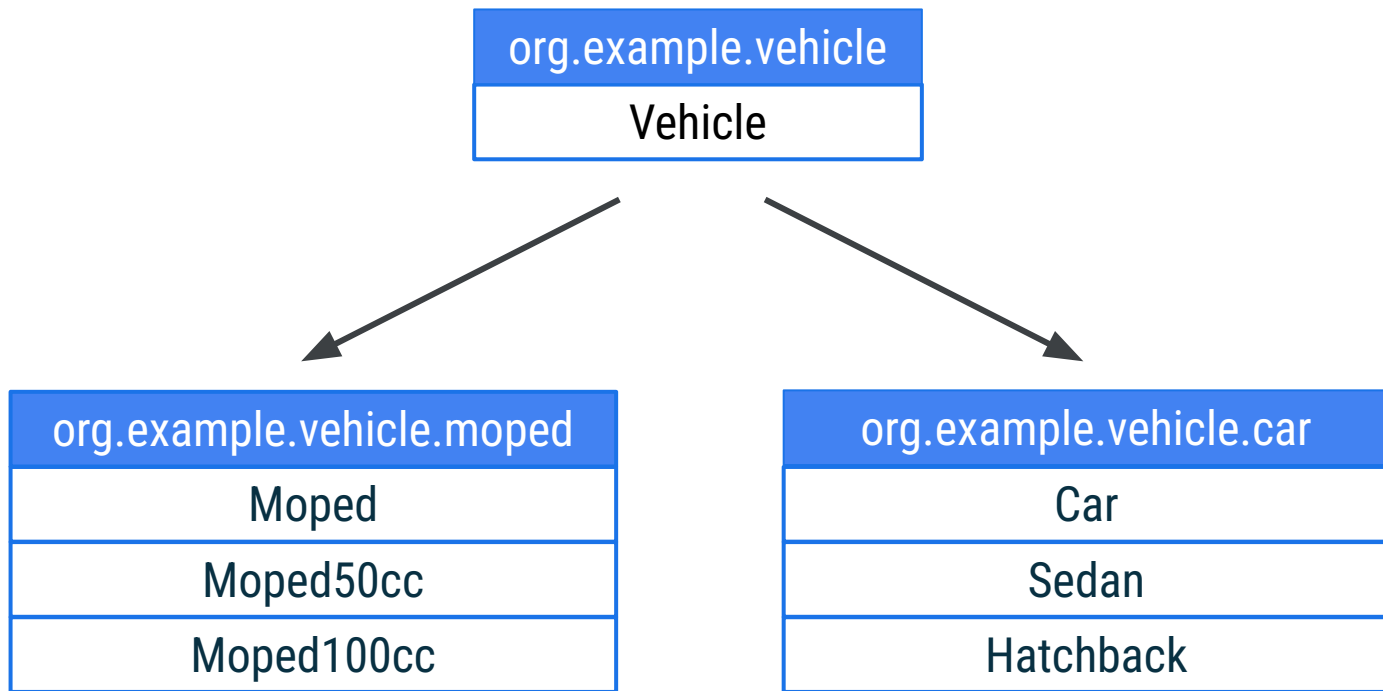 org.example.vehicle
Vehicle
org.example.vehicle.moped
Moped
Moped50cc
Moped100cc
org.example.vehicle.car
Car
Sedan
Hatchback